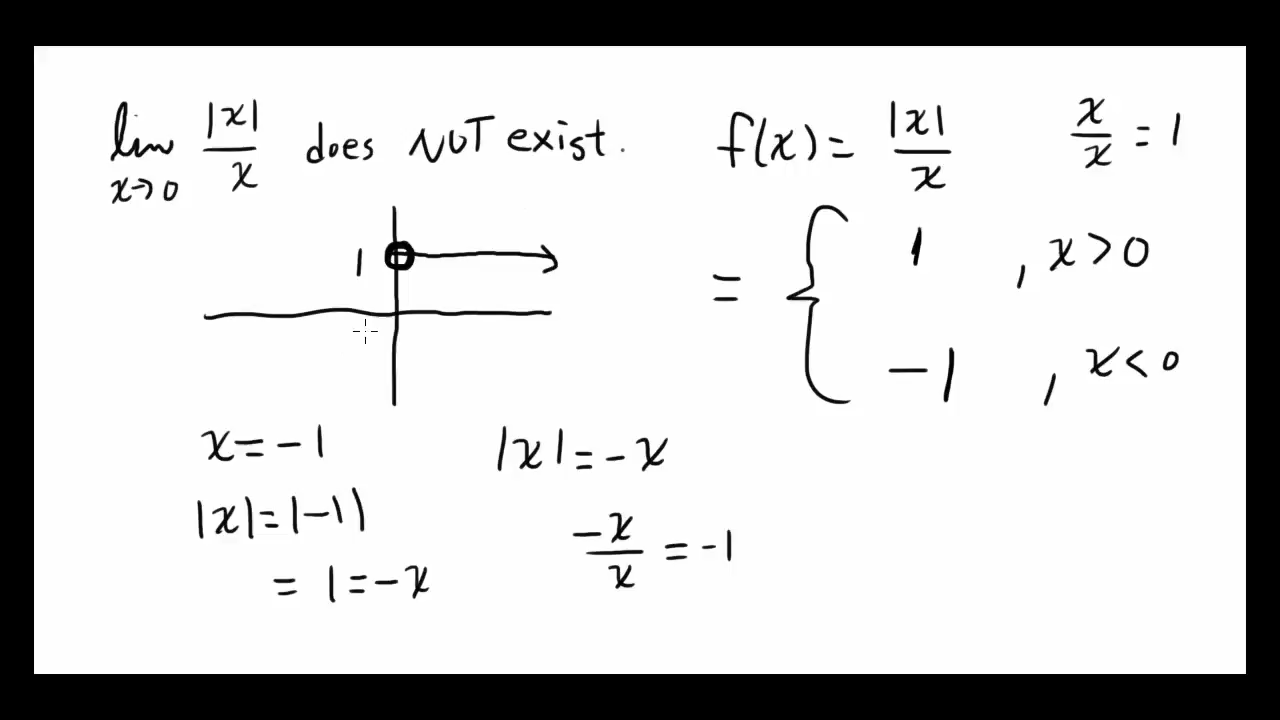 lim x→0 |x|/x does NOT exist.
f(x) = |x|/x
x/x = 1
= { 1 , x > 0
-1 , x < 0
1
x = -1
|x| = |-1|
= 1 = -x
|x| = -x
-x/x = -1